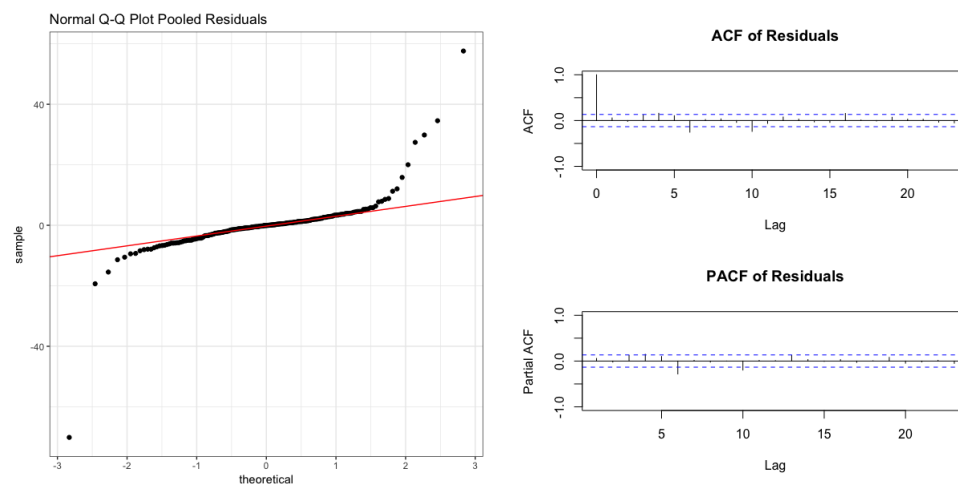 Normal Q-Q Plot Pooled Residuals
sample
40
0
-40
-3 -2 -1 0 1 2 3
theoretical
ACF of Residuals
ACF
1.0
0.0
-1.0
0 5 10 15 20
Lag
PACF of Residuals
Partial ACF
1.0
0.0
-1.0
5 10 15 20
Lag